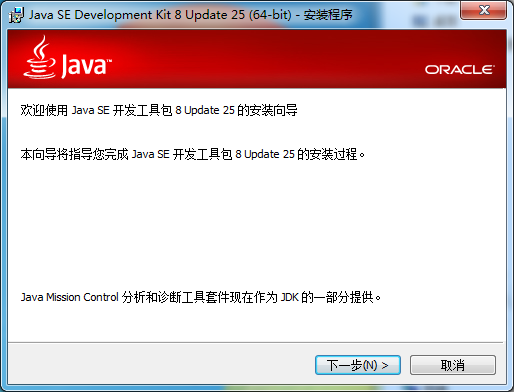 Java SE Development Kit 8 Update 25 (64-bit) - 安装程序
Java™
ORACLE®
欢迎使用 Java SE 开发工具包 8 Update 25 的安装向导
本向导将指导您完成 Java SE 开发工具包 8 Update 25 的安装过程。
Java Mission Control 分析和诊断工具套件现在作为 JDK 的一部分提供。
下一步(N) >
取消